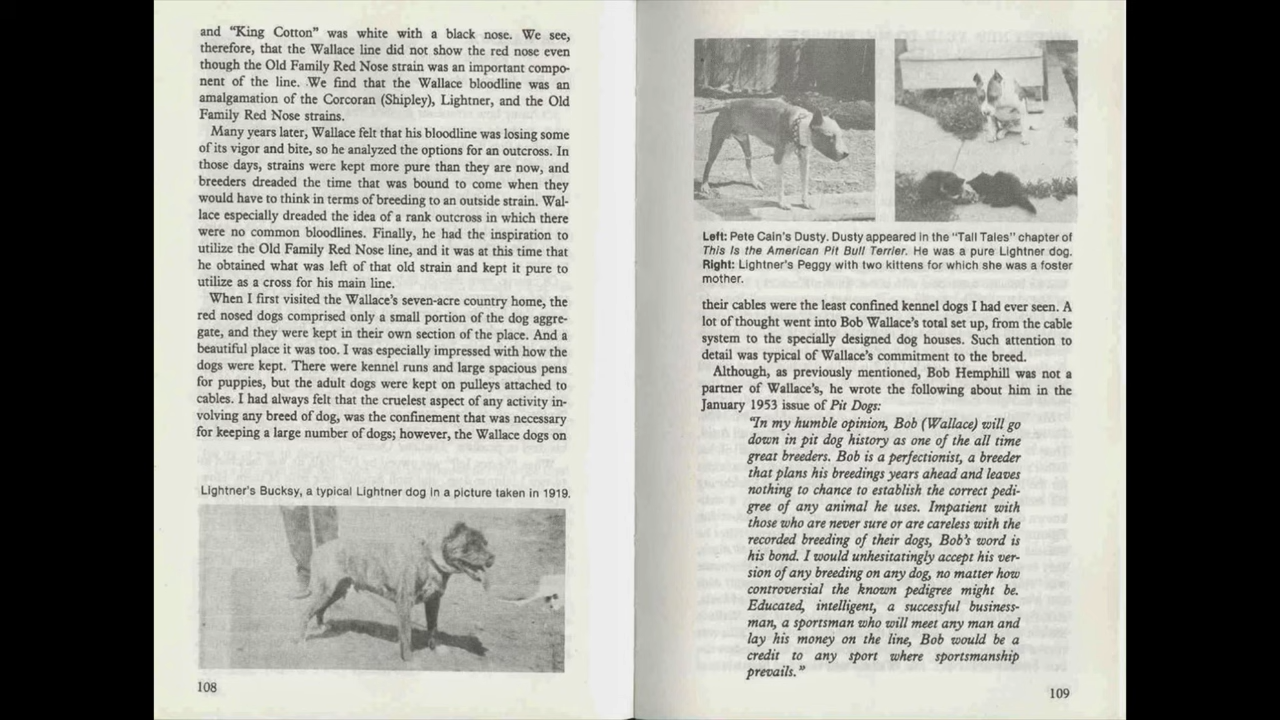 and “King Cotton” was white with a black nose. We see,
therefore, that the Wallace line did not show the red nose even
though the Old Family Red Nose strain was an important compo-
nent of the line. We find that the Wallace bloodline was an
amalgamation of the Corcoran (Shipley), Lightner, and the Old
Family Red Nose strains.
Many years later, Wallace felt that his bloodline was losing some
of its vigor and bite, so he analyzed the options for an outcross. In
those days, strains were kept more pure than they are now, and
breeders dreaded the time that was bound to come when they
would have to think in terms of breeding to an outside strain. Wal-
lace especially dreaded the idea of a rank outcross in which there
were no common bloodlines. Finally, he had the inspiration to
utilize the Old Family Red Nose line, and it was at this time that
he obtained what was left of that old strain and kept it pure to
utilize as a cross for his main line.
When I first visited the Wallace’s seven-acre country home, the
red nosed dogs comprised only a small portion of the dog aggre-
gate, and they were kept in their own section of the place. And a
beautiful place it was too. I was especially impressed with how the
dogs were kept. There were kennel runs and large spacious pens
for puppies, but the adult dogs were kept on pulleys attached to
cables. I had always felt that the cruelest aspect of any activity in-
volving any breed of dog, was the confinement that was necessary
for keeping a large number of dogs; however, the Wallace dogs on
Lightner’s Bucksy, a typical Lightner dog in a picture taken in 1919.
108
Left: Pete Cain’s Dusty. Dusty appeared in the “Tall Tales” chapter of
This Is the American Pit Bull Terrier. He was a pure Lightner dog.
Right: Lightner’s Peggy with two kittens for which she was a foster
mother.
their cables were the least confined kennel dogs I had ever seen. A
lot of thought went into Bob Wallace’s total set up, from the cable
system to the specially designed dog houses. Such attention to
detail was typical of Wallace’s commitment to the breed.
Although, as previously mentioned, Bob Hemphill was not a
partner of Wallace’s, he wrote the following about him in the
January 1953 issue of Pit Dogs:
“In my humble opinion, Bob (Wallace) will go
down in pit dog history as one of the all time
great breeders. Bob is a perfectionist, a breeder
that plans his breedings years ahead and leaves
nothing to chance to establish the correct pedi-
gree of any animal he uses. Impatient with
those who are never sure or are careless with the
recorded breeding of their dogs, Bob’s word is
his bond. I would unhesitatingly accept his ver-
sion of any breeding on any dog, no matter how
controversial the known pedigree might be.
Educated, intelligent, a successful business-
man, a sportsman who will meet any man and
lay his money on the line, Bob would be a
credit to any sport where sportsmanship
prevails.”
109